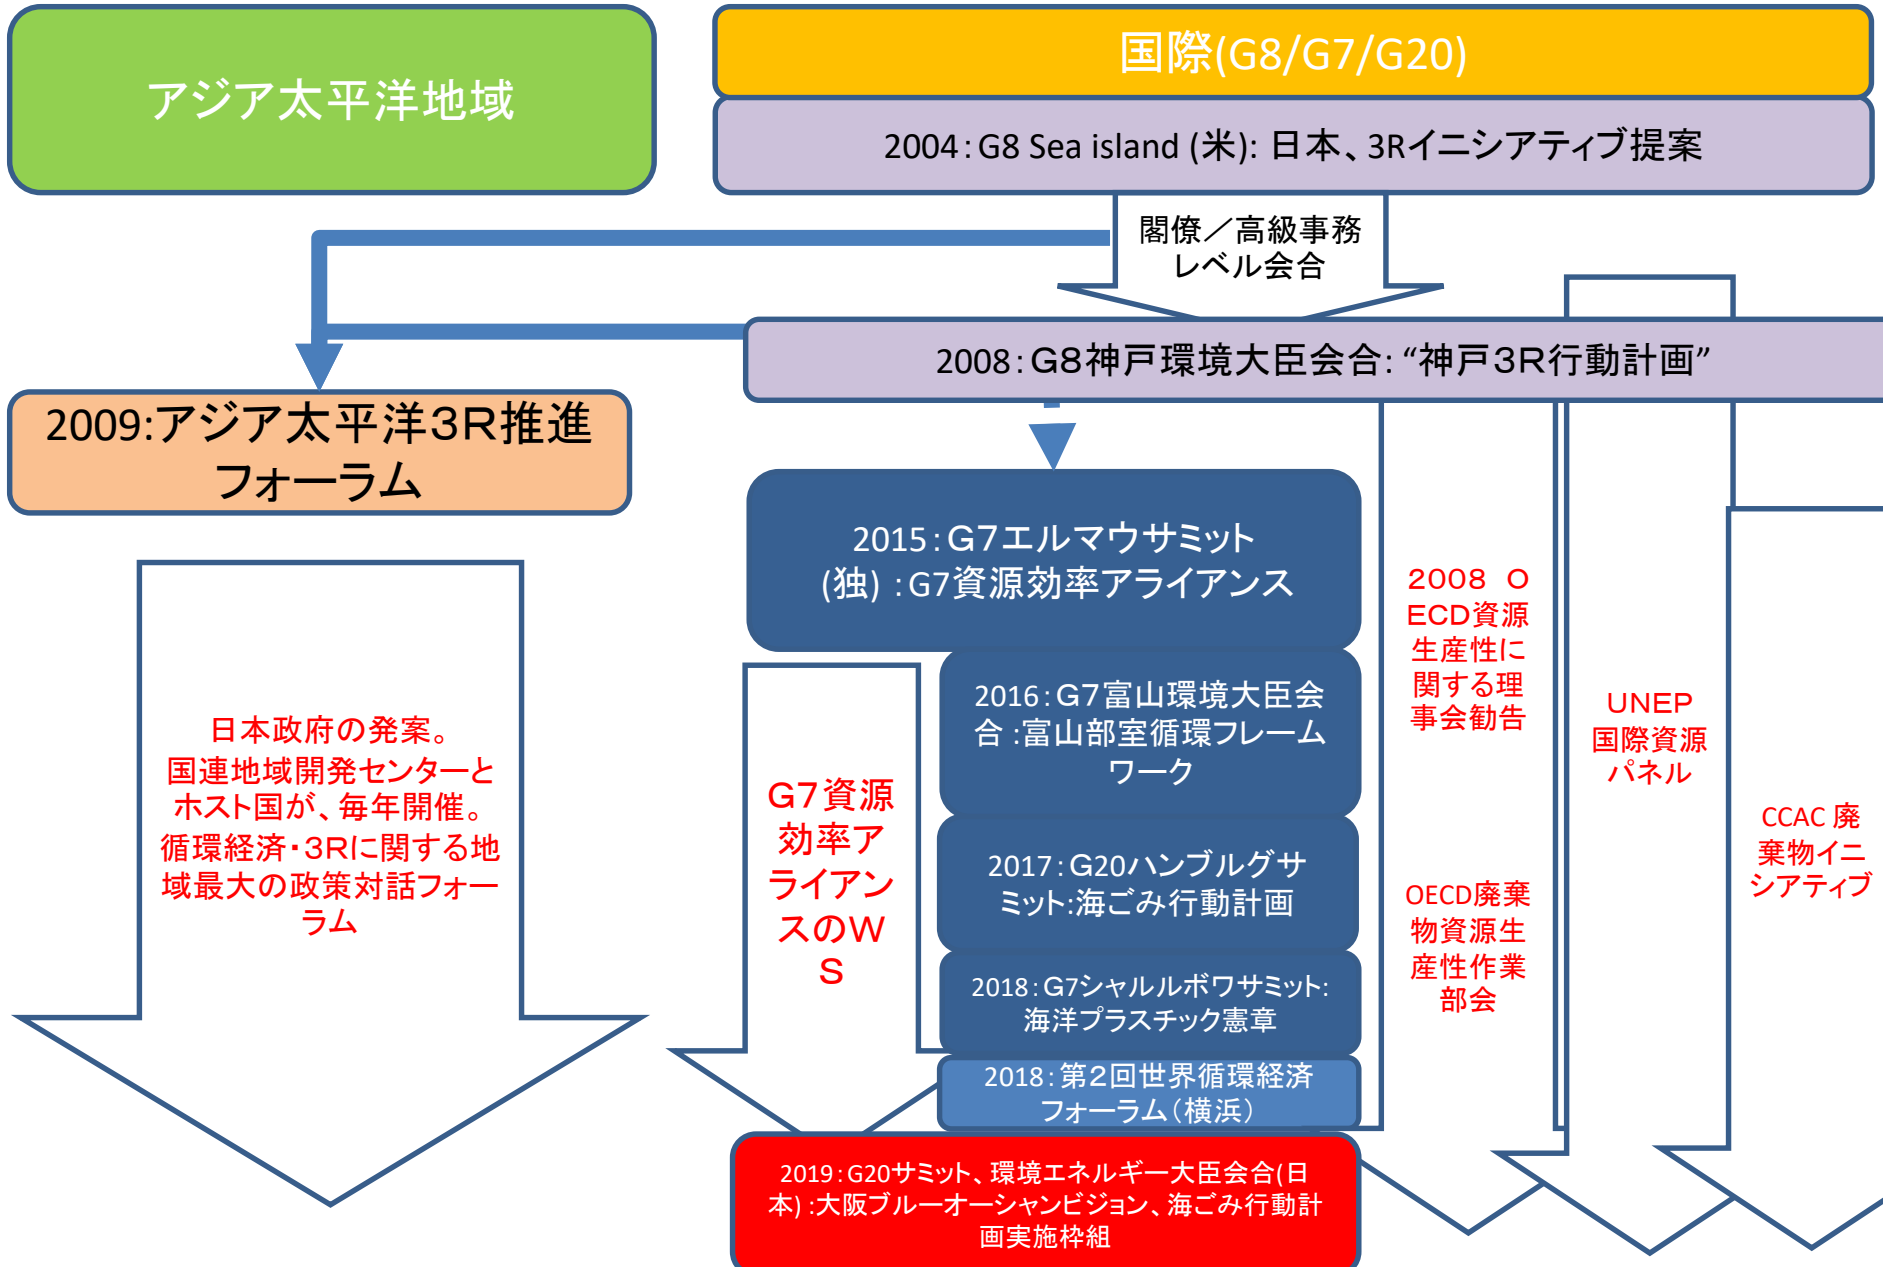 アジア太平洋地域
国際(G8/G7/G20)
2004：G8 Sea island (米): 日本、3Rイニシアティブ提案
閣僚／高級事務
レベル会合
2008：Ｇ８神戸環境大臣会合: “神戸３Ｒ行動計画”
2009:アジア太平洋３Ｒ推進
フォーラム
日本政府の発案。
国連地域開発センターと
ホスト国が、毎年開催。
循環経済・３Ｒに関する地
域最大の政策対話フォー
ラム
2015：Ｇ７エルマウサミット
(独)：G7資源効率アライアンス
2016：Ｇ７富山環境大臣会
合：富山部室循環フレーム
ワーク
2017：Ｇ20ハンブルグサ
ミット:海ごみ行動計画
2018：G7シャルルボワサミット:
海洋プラスチック憲章
2018：第２回世界循環経済
フォーラム（横浜）
2019：G20サミット、環境エネルギー大臣会合(日
本)：大阪ブルーオーシャンビジョン、海ごみ行動計
画実施枠組
Ｇ７資源
効率ア
ライアン
スのＷ
Ｓ
２００８　Ｏ
ＥＣＤ資源
生産性に
関する理
事会勧告
OECD廃棄
物資源生
産性作業
部会
ＵＮＥＰ
国際資源
パネル
CCAC 廃
棄物イニ
シアティブ